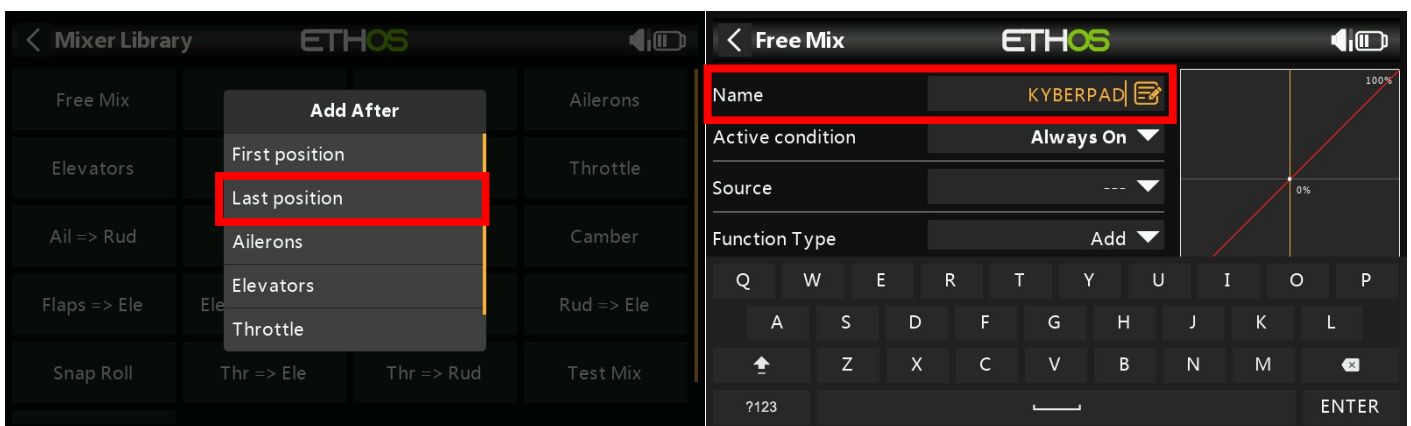 Mixer Library
ETHOS
Free Mix
Ailerons
Elevators
Throttle
Ail => Rud
Camber
Flaps => Ele
Ele
Rud => Ele
Snap Roll
Thr => Ele
Thr => Rud
Test Mix
Add After
First position
Last position
Ailerons
Elevators
Throttle
Free Mix
ETHOS
Name KYBERPAD
Active condition Always On
Source ---
Function Type Add
100%
0%
Q W E R T Y U I O P
A S D F G H J K L
Z X C V B N M
?123 ENTER